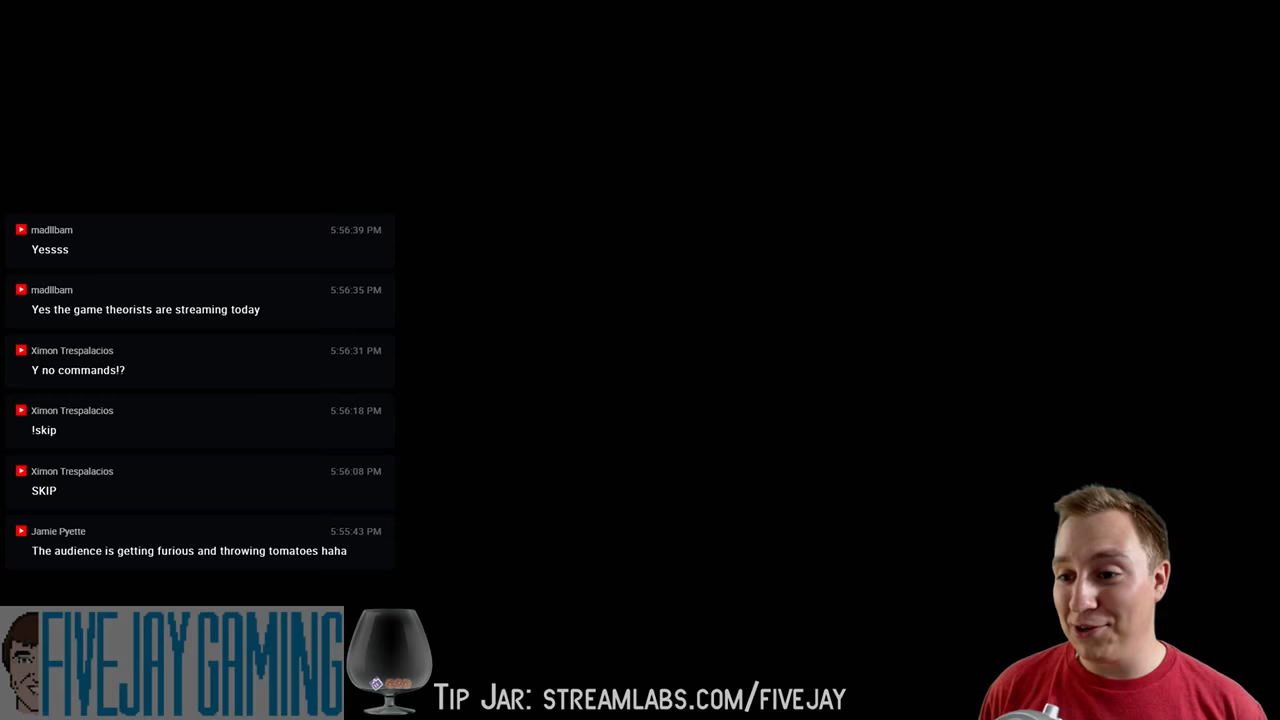 madllbam 5:56:39 PM
Yessss
madllbam 5:56:35 PM
Yes the game theorists are streaming today
Ximon Trespalacios 5:56:31 PM
Y no commands!?
Ximon Trespalacios 5:56:18 PM
!skip
Ximon Trespalacios 5:56:08 PM
SKIP
Jamie Pyette 5:55:43 PM
The audience is getting furious and throwing tomatoes haha
FIVEJAY GAMING
Tip Jar: streamlabs.com/fivejay